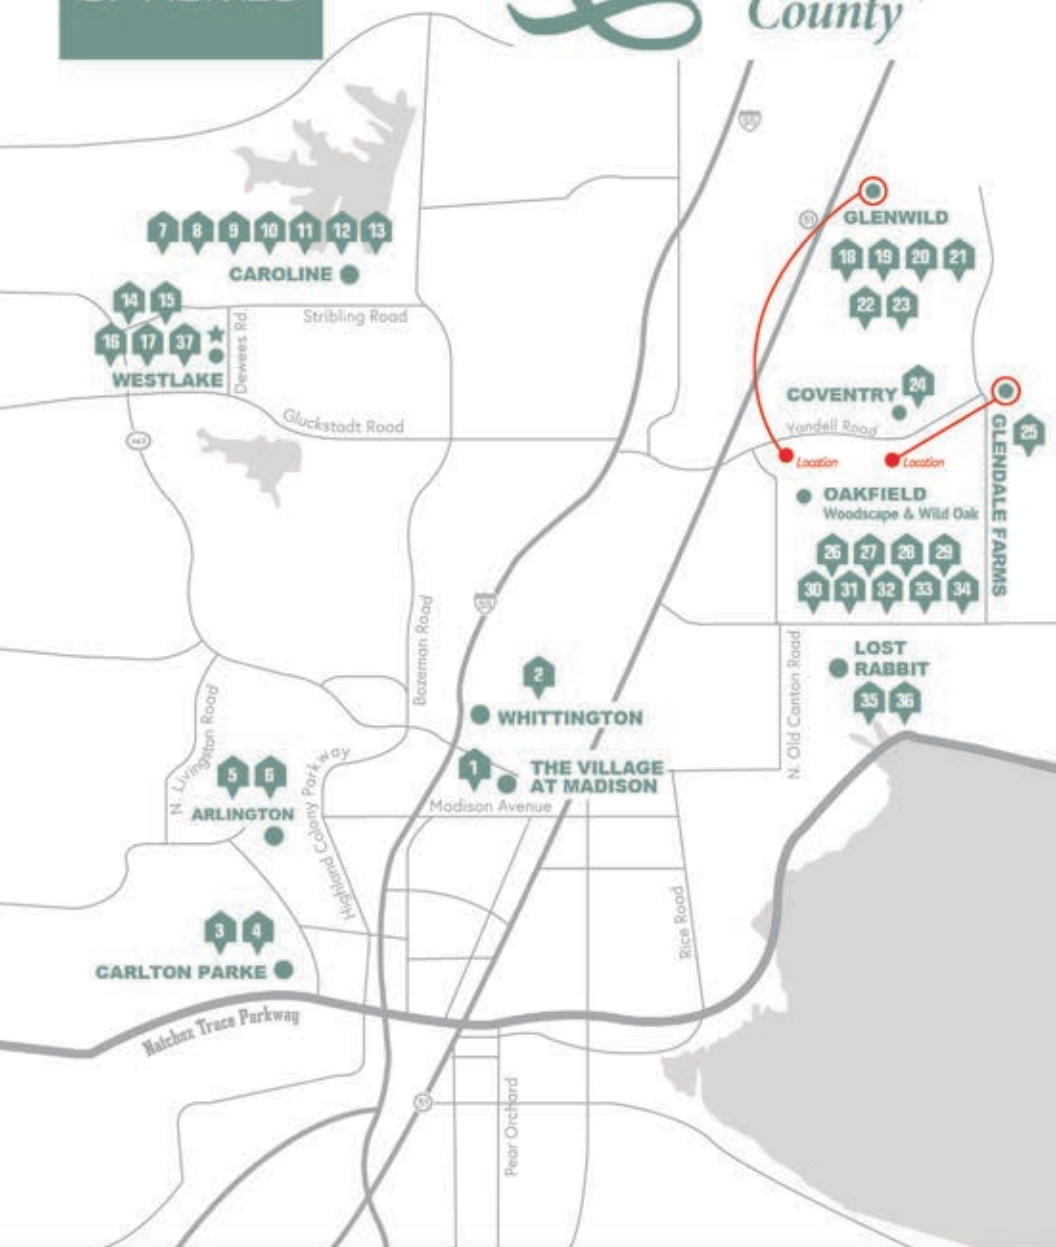 County
55
51
GLENWILD
7 8 9 10 11 12 13
18 19 20 21
CAROLINE
22 23
14 15
Stribling Road
16 17 37
Dewees Rd.
WESTLAKE
24
COVENTRY
Gluckstadt Road
Yandell Road
25
463
Location
Location
GLENDALE FARMS
OAKFIELD
Woodscape & Wild Oak
26 27 28 29
30 31 32 33 34
55
Bozeman Road
N. Old Canton Road
LOST
RABBIT
35 36
2
WHITTINGTON
N. Livingston Road
Highland Colony Parkway
5 6
1
THE VILLAGE
AT MADISON
Madison Avenue
ARLINGTON
Rice Road
3 4
CARLTON PARKE
Natchez Trace Parkway
51
Pear Orchard